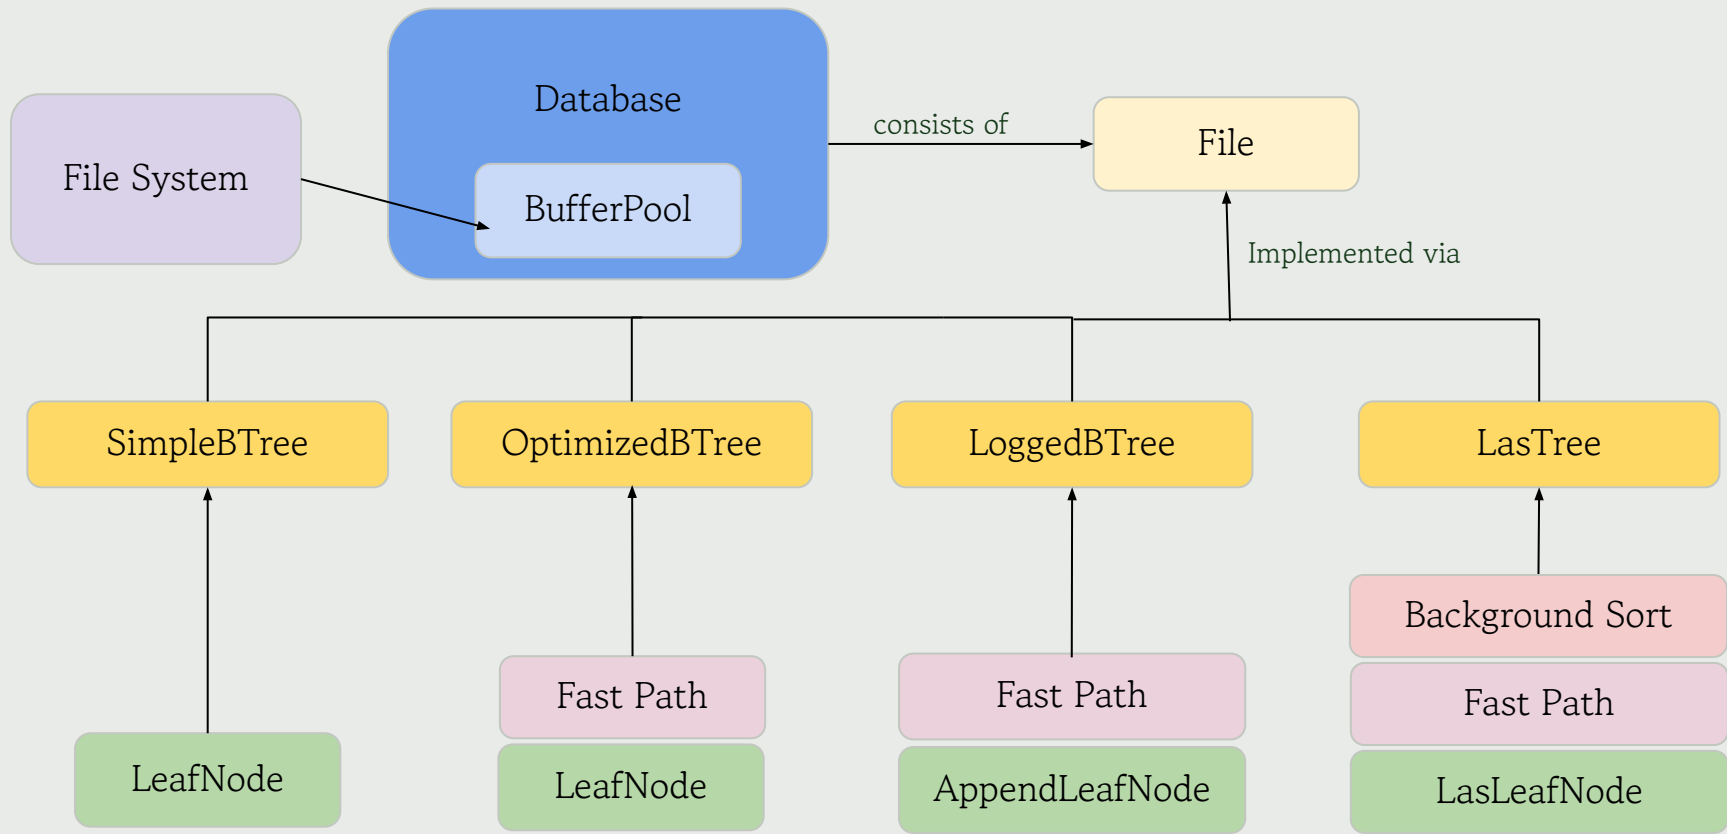 Database
consists of
File
File System
BufferPool
Implemented via
SimpleBTree
OptimizedBTree
LoggedBTree
LasTree
Background Sort
Fast Path
Fast Path
Fast Path
LeafNode
LeafNode
AppendLeafNode
LasLeafNode